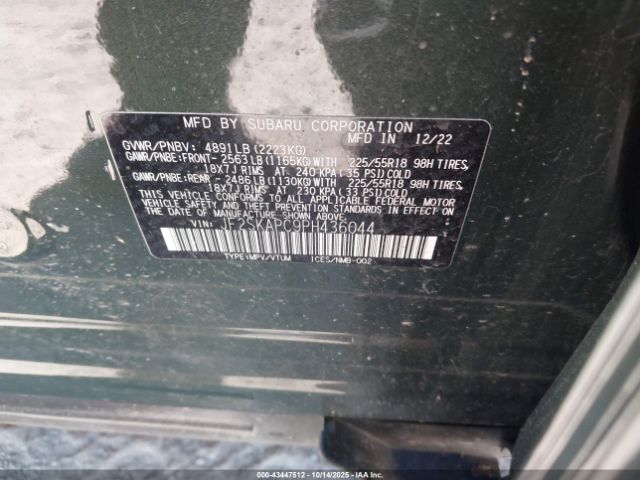 MFD BY SUBARU CORPORATION MFD IN 12/22
GVWR/PNBV: 4891LB(2223KG)
GAWR/PNBE:FRONT- 2563LB(1165KG)WITH 225/55R18 98H TIRES,
18X7J RIMS AT 240 KPA(35 PSI)COLD
GAWR/PNBE:REAR- 2486LB(1130KG)WITH 225/55R18 98H TIRES,
18X7J RIMS AT 230 KPA(33 PSI)COLD
THIS VEHICLE CONFORMS TO ALL APPLICABLE FEDERAL MOTOR
VEHICLE SAFETY STANDARDS IN EFFECT ON THE DATE OF
MANUFACTURE SHOWN ABOVE.
VIN: JF2SKAPC9PH436044
TYPE:MPV/VTUM ICES/NMB-002
000-43447512 - 10/14/2025 - IAA Inc.